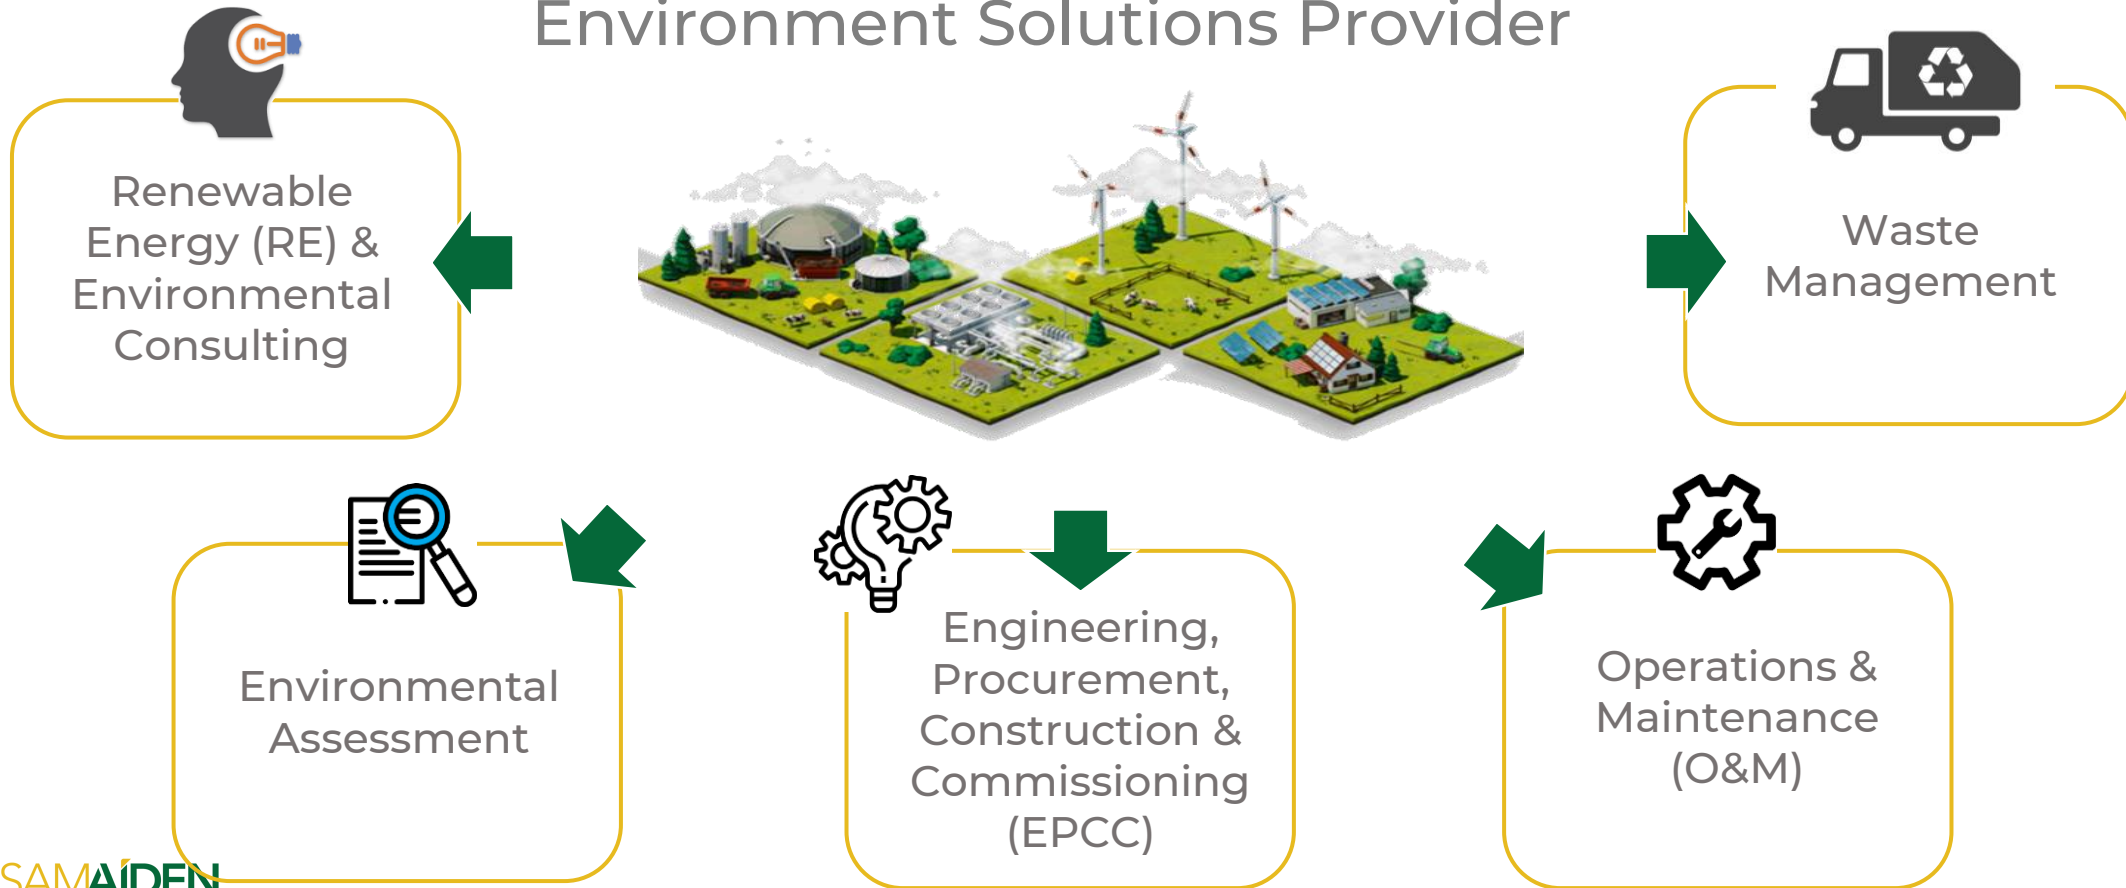 Environment Solutions Provider
Renewable
Energy (RE) &
Environmental
Consulting
Waste
Management
Environmental
Assessment
Engineering,
Procurement,
Construction &
Commissioning
(EPCC)
Operations &
Maintenance
(O&M)
SAMAIDEN